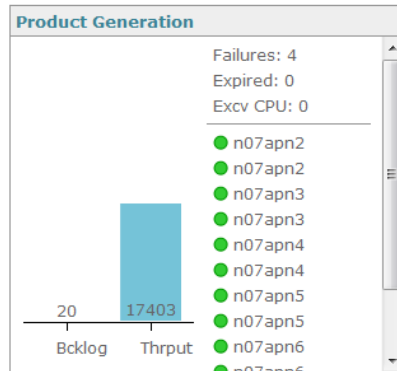 Product Generation
Failures: 4
Expired: 0
Excv CPU: 0
n07apn2
n07apn2
n07apn3
n07apn3
n07apn4
n07apn4
n07apn5
n07apn5
n07apn6
n07apn6
20
17403
Bcklog
Thrput